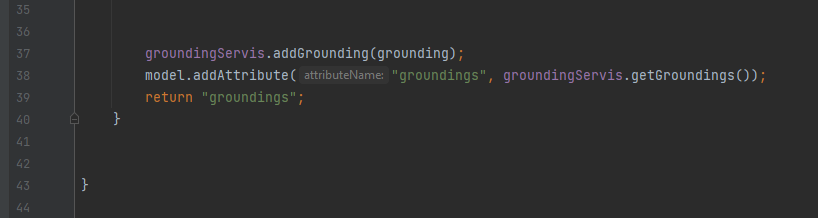 35
36
37 groundingServis.addGrounding(grounding);
38 model.addAttribute( attributeName: "groundings", groundingServis.getGroundings());
39 return "groundings";
40 }
41
42
43 }
44